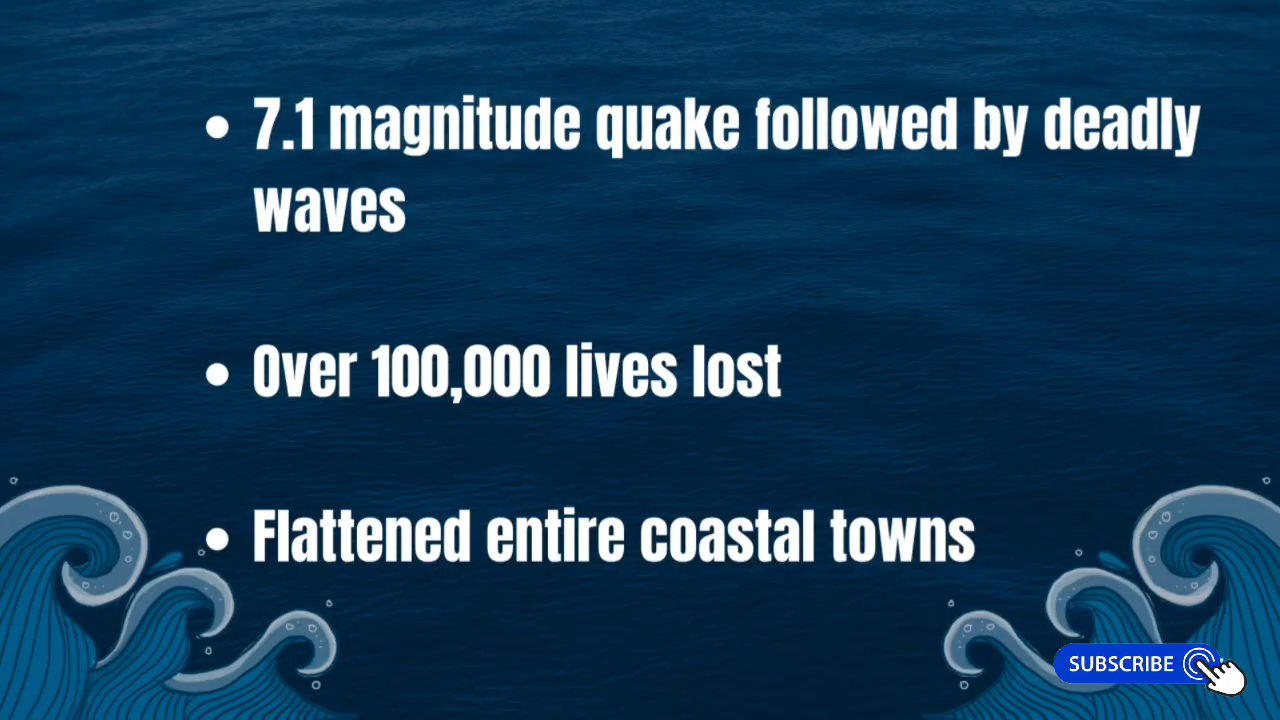 • 7.1 magnitude quake followed by deadly
waves
• Over 100,000 lives lost
• Flattened entire coastal towns
SUBSCRIBE